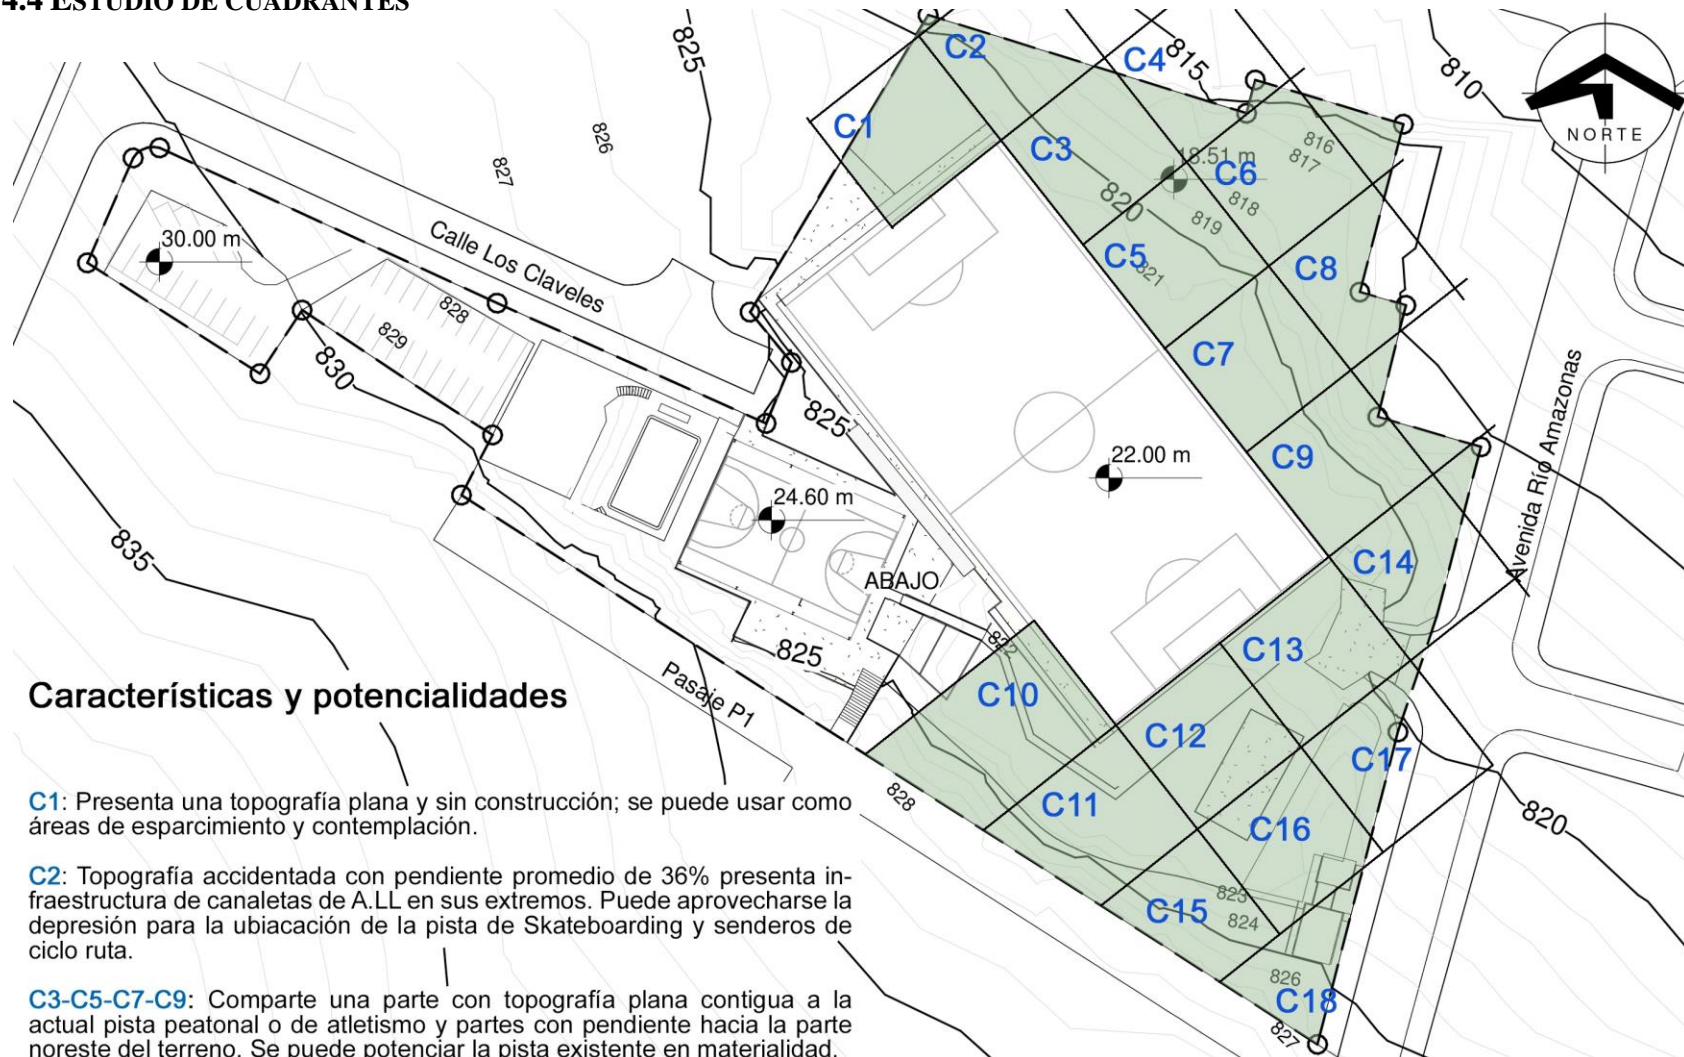 4.4 ESTUDIO DE CUADRANTES
825
C2
C4
815
810
NORTE
C1
826
827
C3
816
817
18.51 m
C6
820
818
819
30.00 m
Calle Los Claveles
C5
821
C8
828
829
830
C7
825
Avenida Río Amazonas
22.00 m
C9
24.60 m
835
ABAJO
C14
822
825
C13
Pasaje P1
C10
C12
C17
Características y potencialidades
828
C11
C16
820
C1: Presenta una topografía plana y sin construcción; se puede usar como
áreas de esparcimiento y contemplación.
C2: Topografía accidentada con pendiente promedio de 36% presenta in-
fraestructura de canaletas de A.LL en sus extremos. Puede aprovecharse la
depresión para la ubiacación de la pista de Skateboarding y senderos de
ciclo ruta.
823
C15
824
826
C18
827
C3-C5-C7-C9: Comparte una parte con topografía plana contigua a la
actual pista peatonal o de atletismo y partes con pendiente hacia la parte
noreste del terreno. Se puede potenciar la pista existente en materialidad.